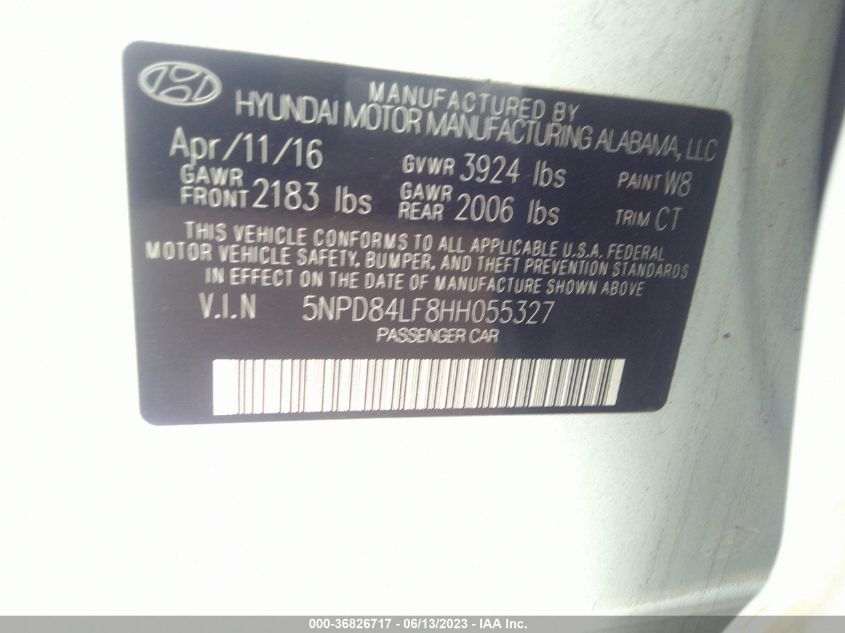 MANUFACTURED BY
HYUNDAI MOTOR MANUFACTURING ALABAMA, LLC
Apr/11/16 GVWR 3924 lbs PAINT W8
GAWR FRONT 2183 lbs GAWR REAR 2006 lbs TRIM CT
THIS VEHICLE CONFORMS TO ALL APPLICABLE U.S.A. FEDERAL
MOTOR VEHICLE SAFETY, BUMPER, AND THEFT PREVENTION STANDARDS
IN EFFECT ON THE DATE OF MANUFACTURE SHOWN ABOVE
V.I.N 5NPD84LF8HH055327
PASSENGER CAR
000-36826717 - 06/13/2023 - IAA Inc.